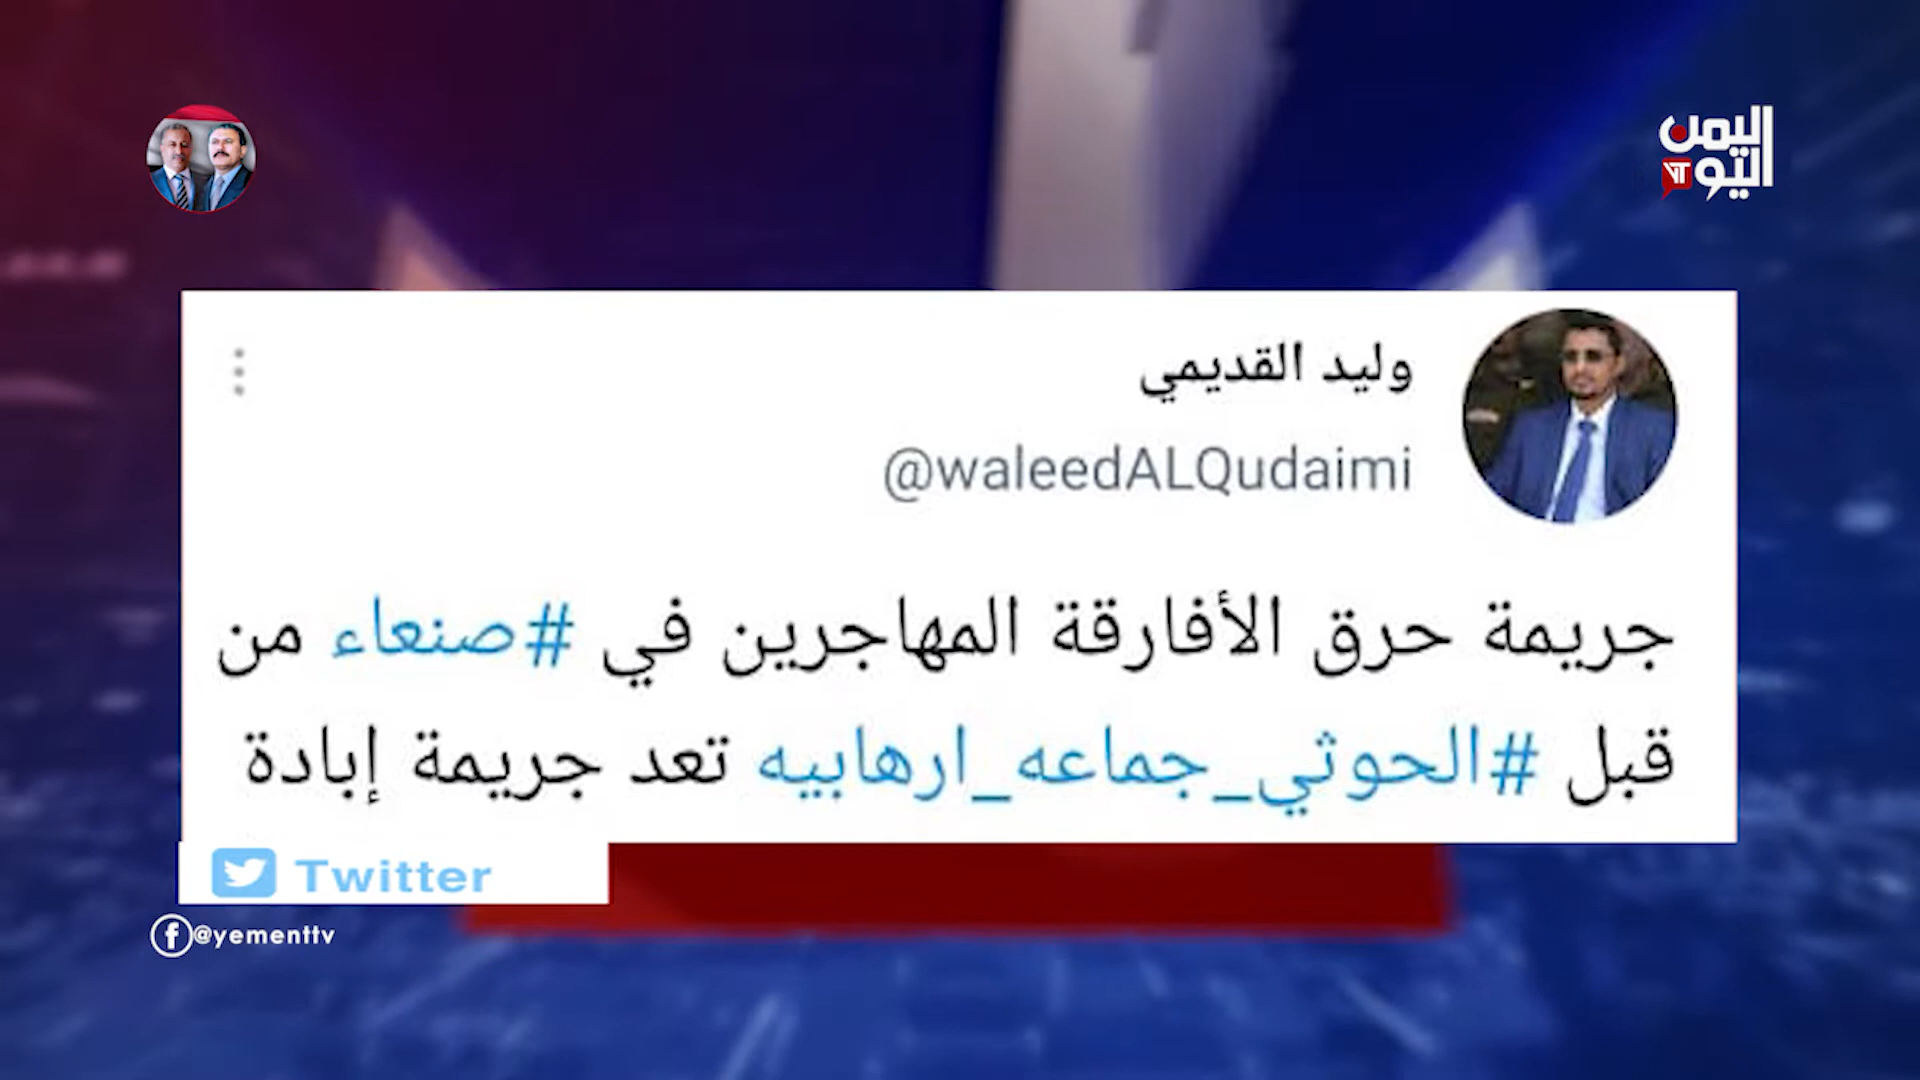 اليمن
اليوم
YT
وليد القديمي
@waleedALQudaimi
جريمة حرق الأفارقة المهاجرين في #صنعاء من
قبل #الحوثي_جماعه_ارهابيه تعد جريمة إبادة
Twitter
f @yementtv